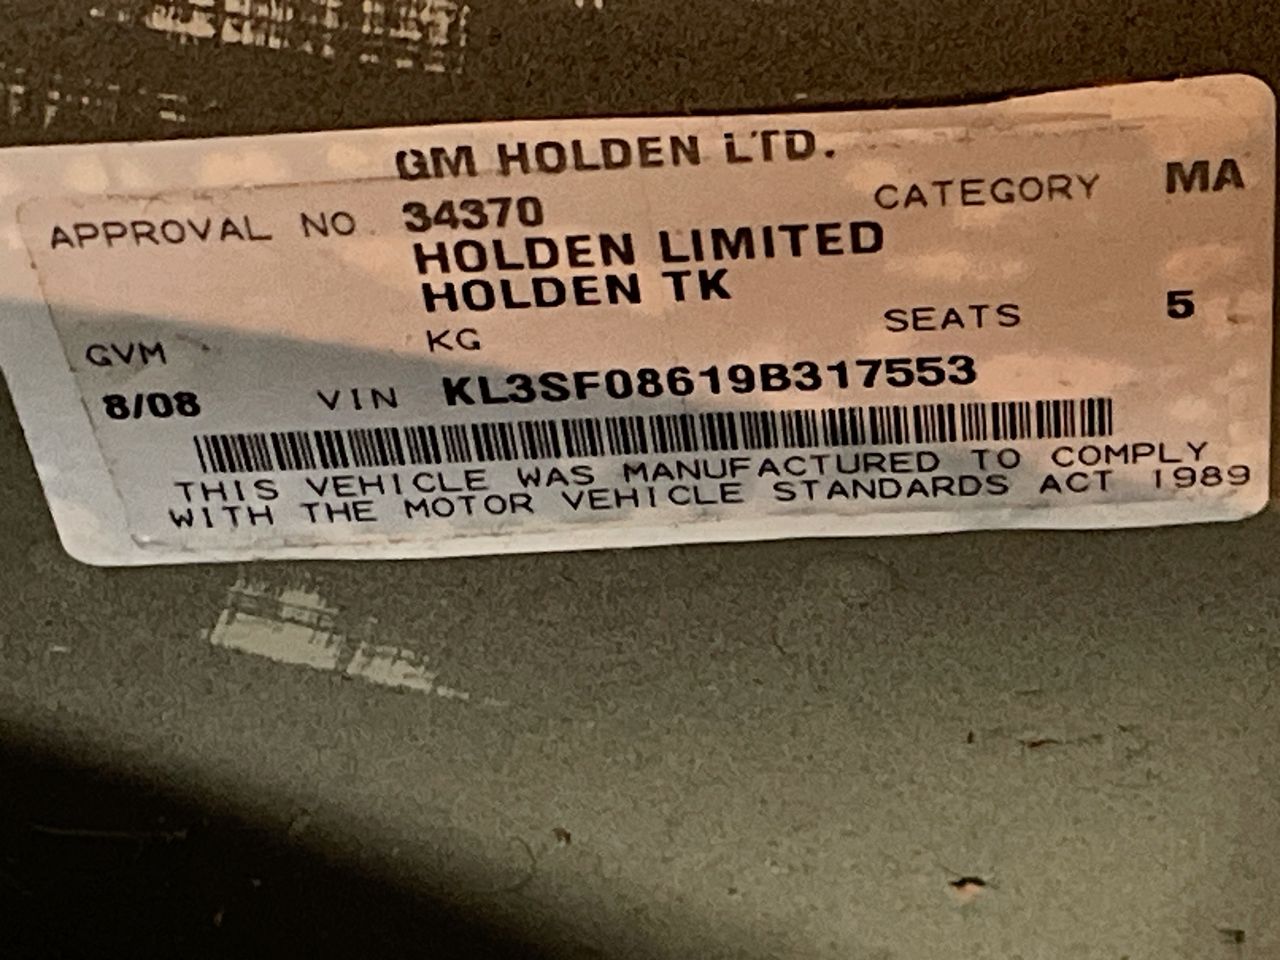 GM HOLDEN LTD.
APPROVAL NO. 34370 CATEGORY MA
HOLDEN LIMITED
HOLDEN TK
GVM KG SEATS 5
8/08 VIN KL3SF08619B317553
THIS VEHICLE WAS MANUFACTURED TO COMPLY
WITH THE MOTOR VEHICLE STANDARDS ACT 1989